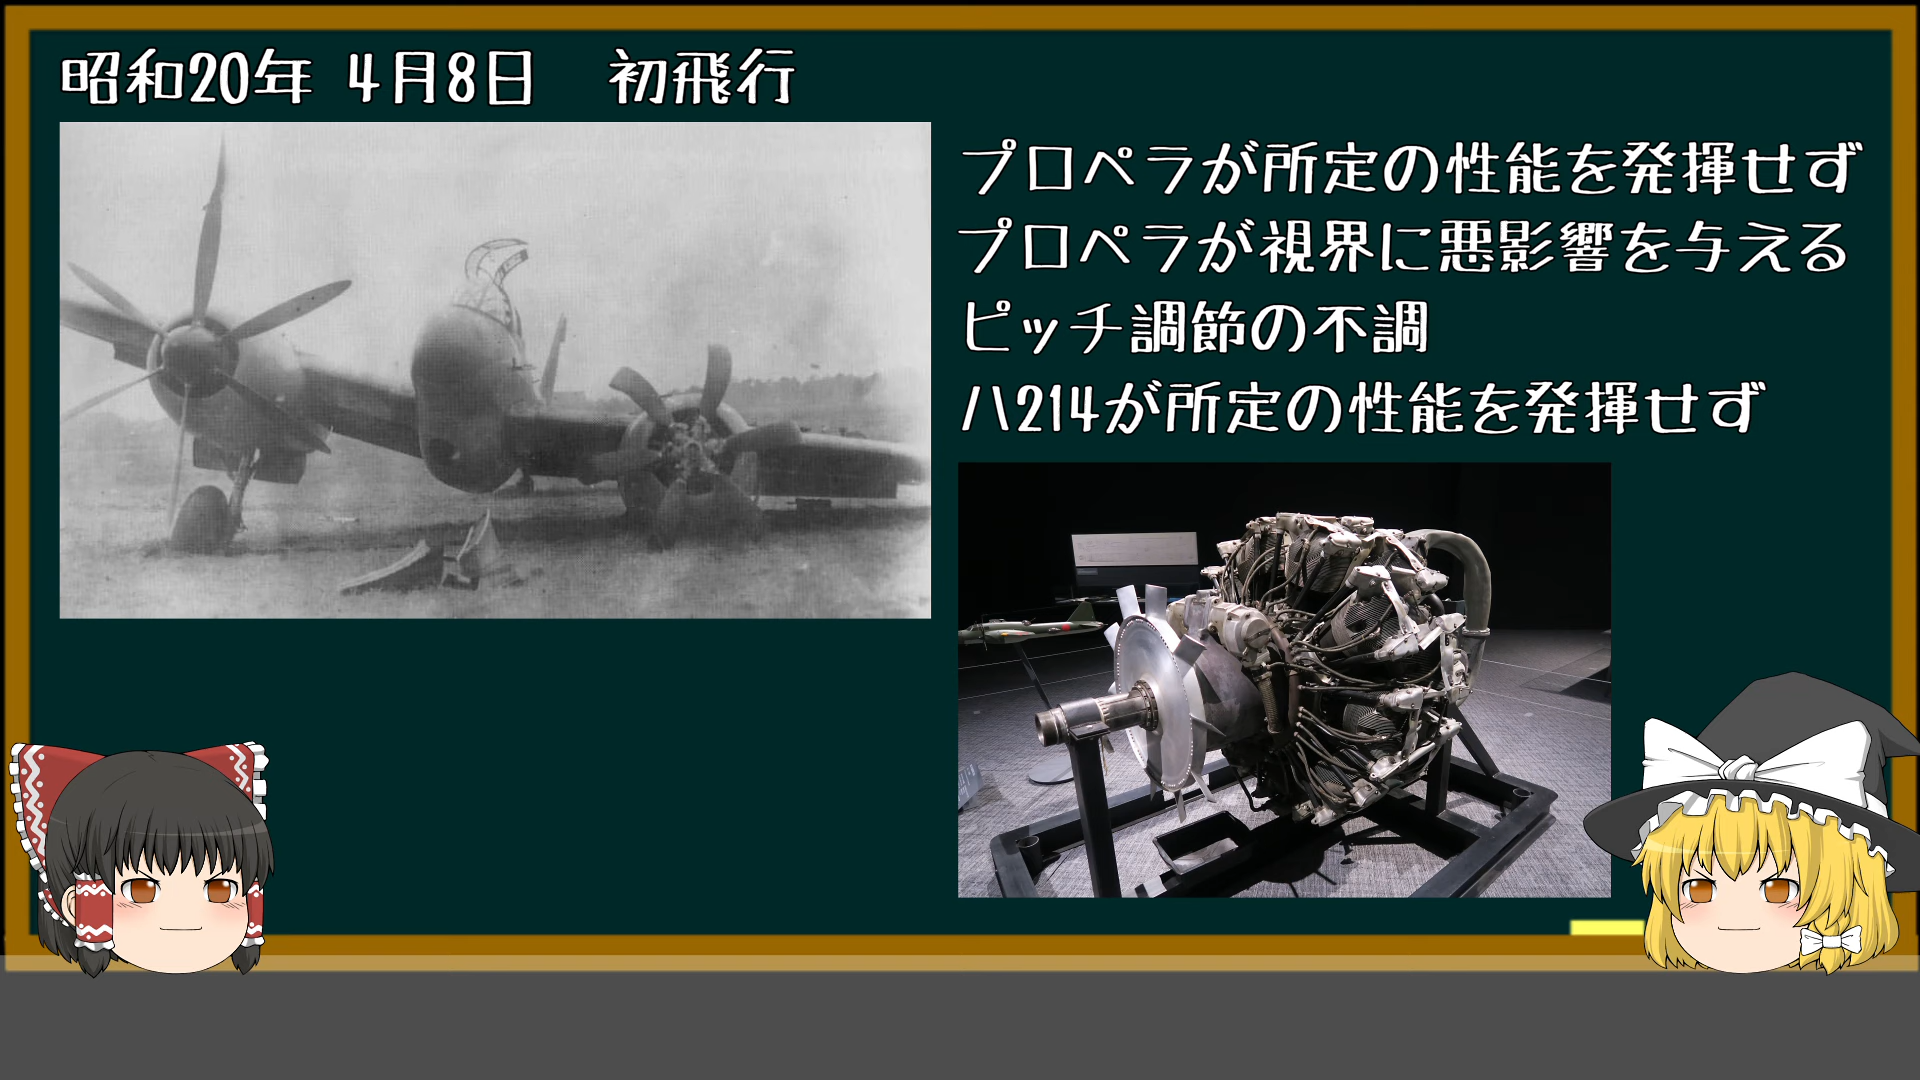 昭和20年 4月8日　初飛行
プロペラが所定の性能を発揮せず
プロペラが視界に悪影響を与える
ピッチ調節の不調
ハ214が所定の性能を発揮せず